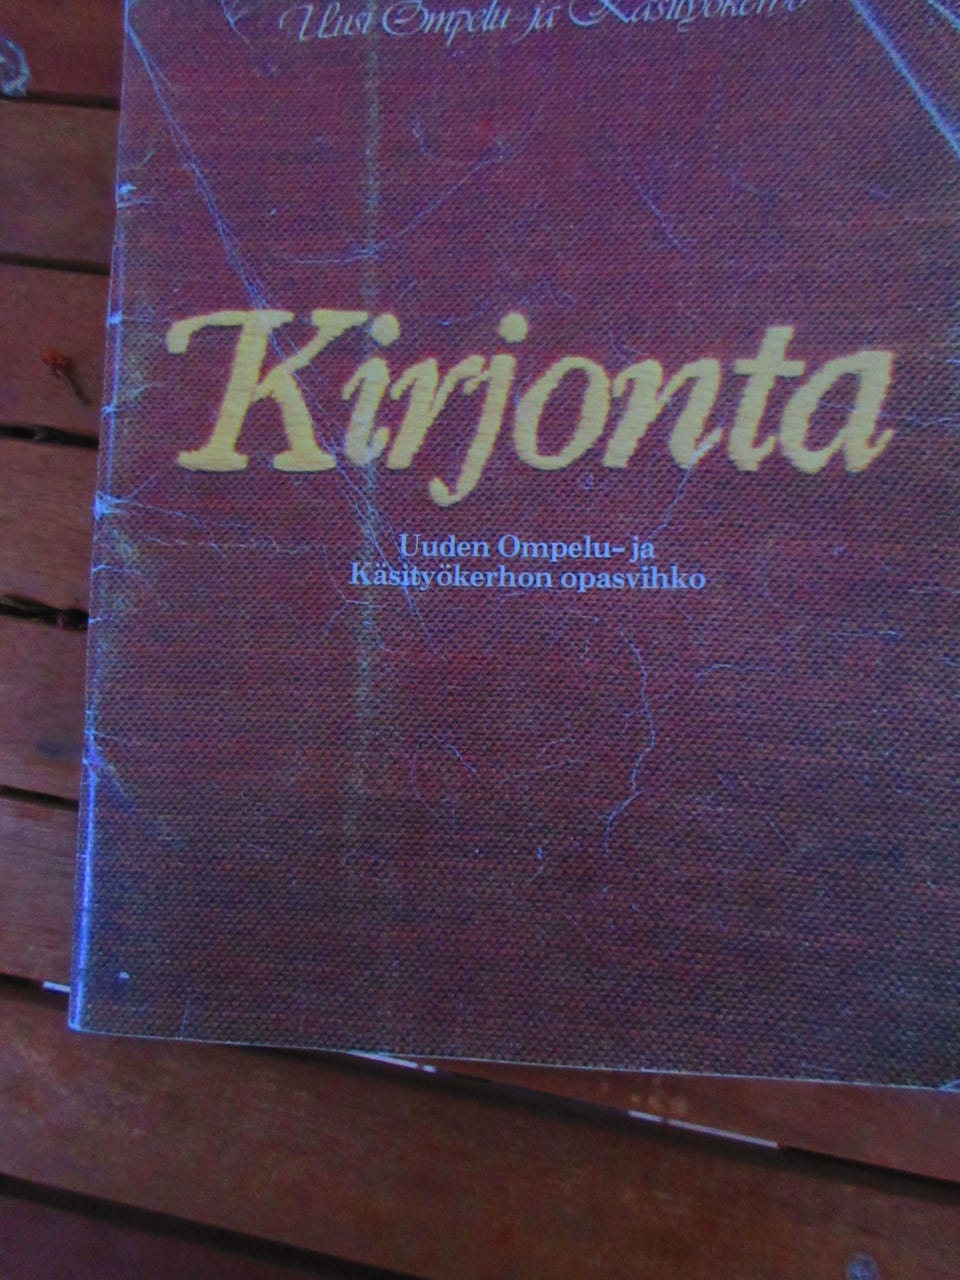 Uusi Ompelu- ja Käsityökerho
Kirjonta
Uuden Ompelu- ja
Käsityökerhon opasvihko